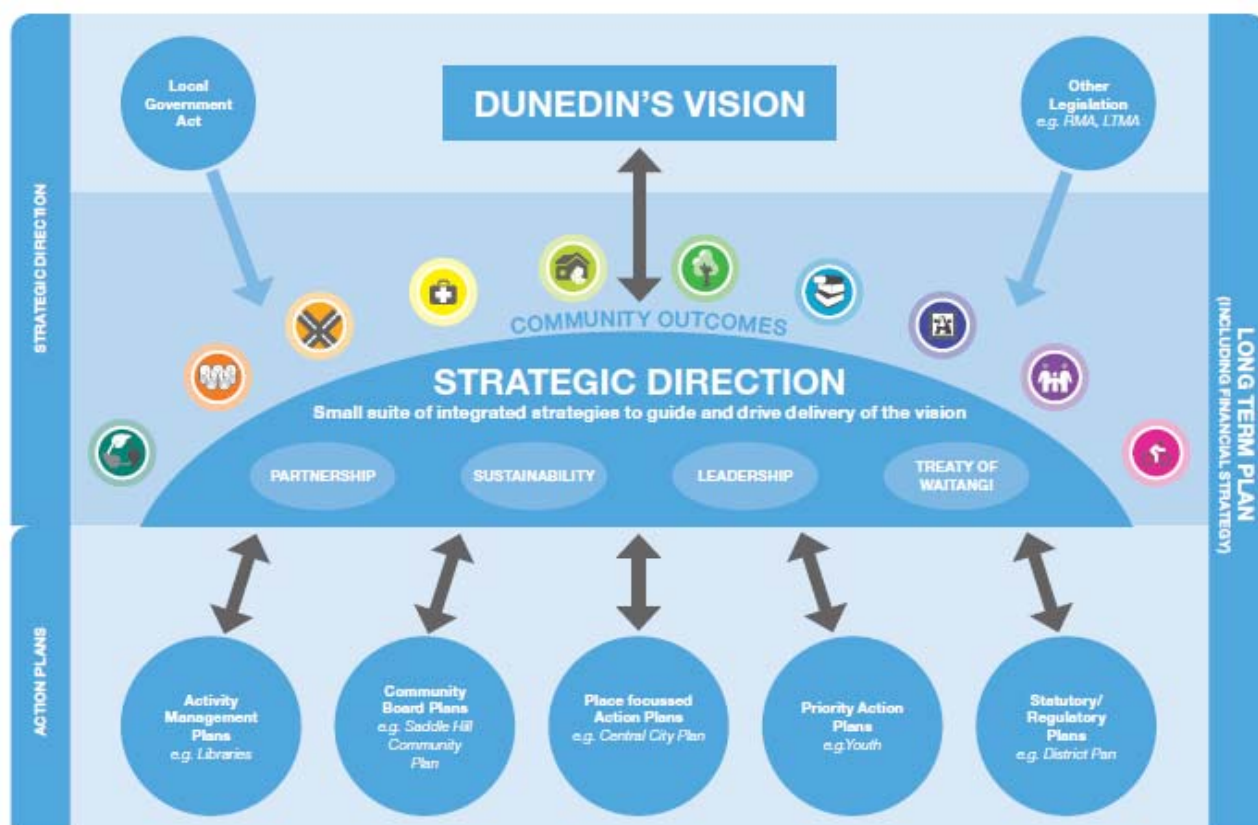 Local
Government
Act
DUNEDIN'S VISION
Other
Legislation
e.g. RMA, LTMA
STRATEGIC DIRECTION
COMMUNITY OUTCOMES
STRATEGIC DIRECTION
Small suite of integrated strategies to guide and drive delivery of the vision
PARTNERSHIP
SUSTAINABILITY
LEADERSHIP
TREATY OF
WAITANGI
LONG TERM PLAN
(INCLUDING FINANCIAL STRATEGY)
ACTION PLANS
Activity
Management
Plans
e.g. Libraries
Community
Board Plans
e.g. Saddle Hill
Community
Plan
Place focussed
Action Plans
e.g. Central City Plan
Priority Action
Plans
e.g.Youth
Statutory/
Regulatory
Plans
e.g. District Pan